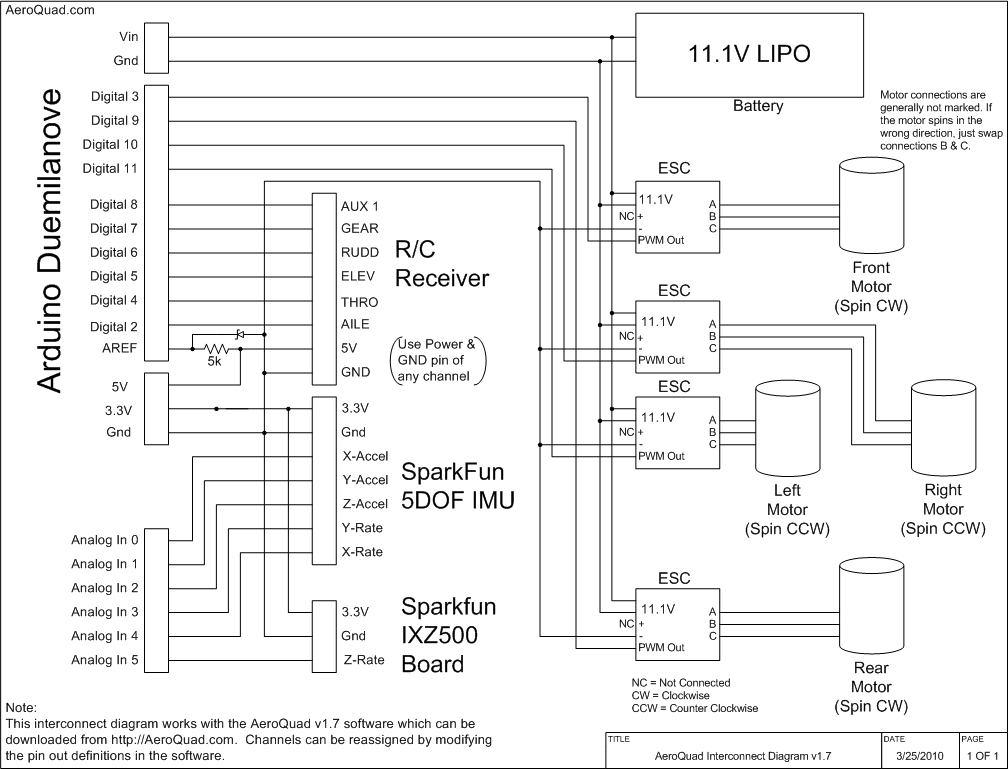 AeroQuad.com
Vin
Gnd
11.1V LIPO
Battery
Arduino Duemilanove
Digital 3
Digital 9
Digital 10
Digital 11
Digital 8
Digital 7
Digital 6
Digital 5
Digital 4
Digital 2
AREF
5k
5V
3.3V
Gnd
AUX 1
GEAR
RUDD
ELEV
THRO
AILE
5V
GND
R/C
Receiver
(Use Power &
GND pin of
any channel)
3.3V
Gnd
X-Accel
Y-Accel
Z-Accel
Y-Rate
X-Rate
SparkFun
5DOF IMU
Analog In 0
Analog In 1
Analog In 2
Analog In 3
Analog In 4
Analog In 5
3.3V
Gnd
Z-Rate
Sparkfun
IXZ500
Board
Motor connections are
generally not marked. If
the motor spins in the
wrong direction, just swap
connections B & C.
ESC
11.1V
NC +
-
PWM Out
A
B
C
Front
Motor
(Spin CW)
ESC
11.1V
NC +
-
PWM Out
A
B
C
ESC
11.1V
NC +
-
PWM Out
A
B
C
Left
Motor
(Spin CCW)
Right
Motor
(Spin CCW)
ESC
11.1V
NC +
-
PWM Out
A
B
C
Rear
Motor
(Spin CW)
NC = Not Connected
CW = Clockwise
CCW = Counter Clockwise
Note:
This interconnect diagram works with the AeroQuad v1.7 software which can be
downloaded from http://AeroQuad.com. Channels can be reassigned by modifying
the pin out definitions in the software.
TITLE
AeroQuad Interconnect Diagram v1.7
DATE
3/25/2010
PAGE
1 OF 1